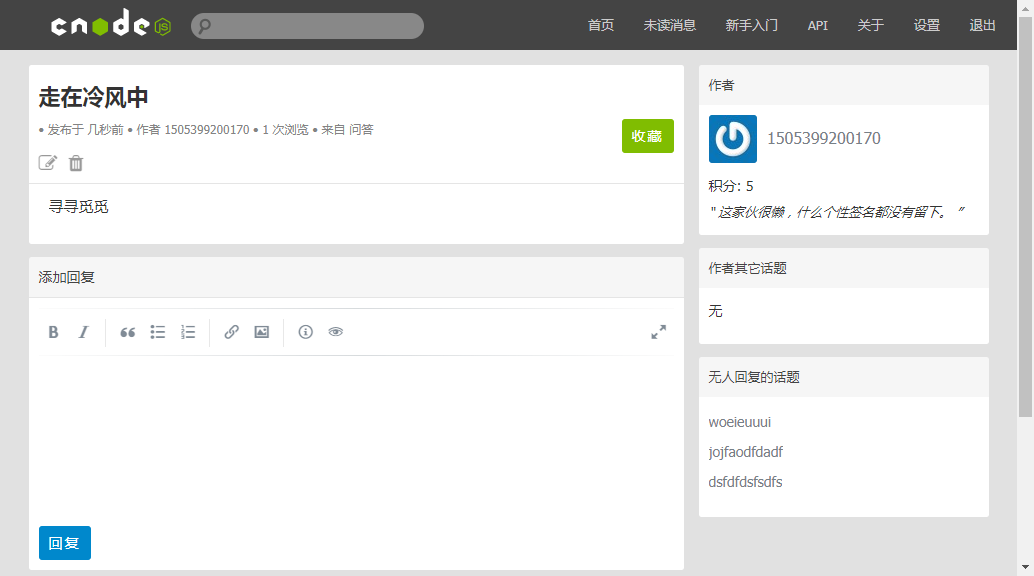 cnode JS
首页 未读消息 新手入门 API 关于 设置 退出
走在冷风中
• 发布于 几秒前 • 作者 1505399200170 • 1 次浏览 • 来自 问答
收藏
寻寻觅觅
添加回复
B I
回复
作者
1505399200170
积分: 5
“ 这家伙很懒，什么个性签名都没有留下。 ”
作者其它话题
无
无人回复的话题
woeieuuui
jojfaodfdadf
dsfdfdsfsdfs